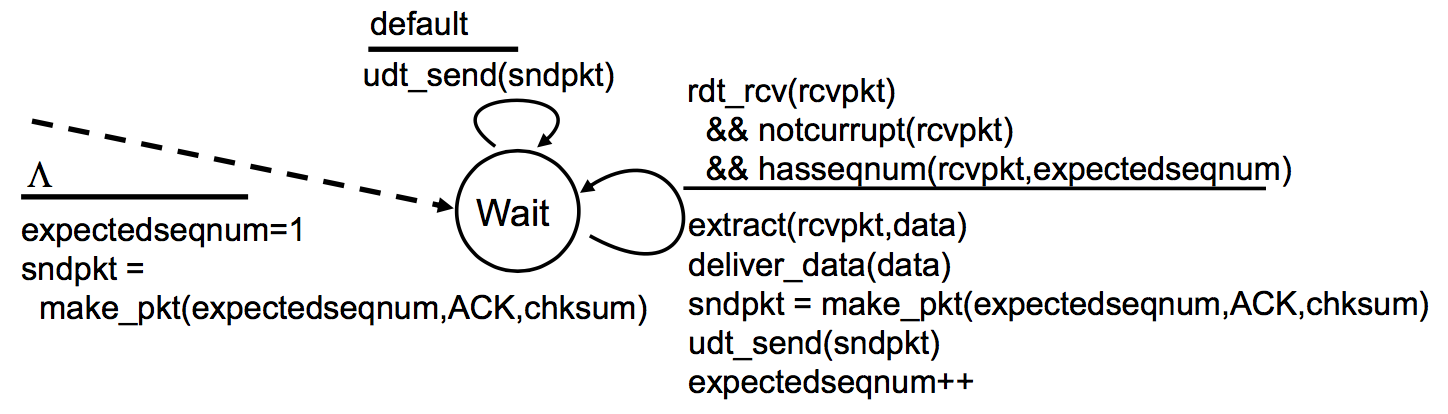 default
udt_send(sndpkt)
rdt_rcv(rcvpkt)
&& notcurrupt(rcvpkt)
&& hasseqnum(rcvpkt,expectedseqnum)
Λ
expectedseqnum=1
sndpkt =
make_pkt(expectedseqnum,ACK,chksum)
Wait
extract(rcvpkt,data)
deliver_data(data)
sndpkt = make_pkt(expectedseqnum,ACK,chksum)
udt_send(sndpkt)
expectedseqnum++